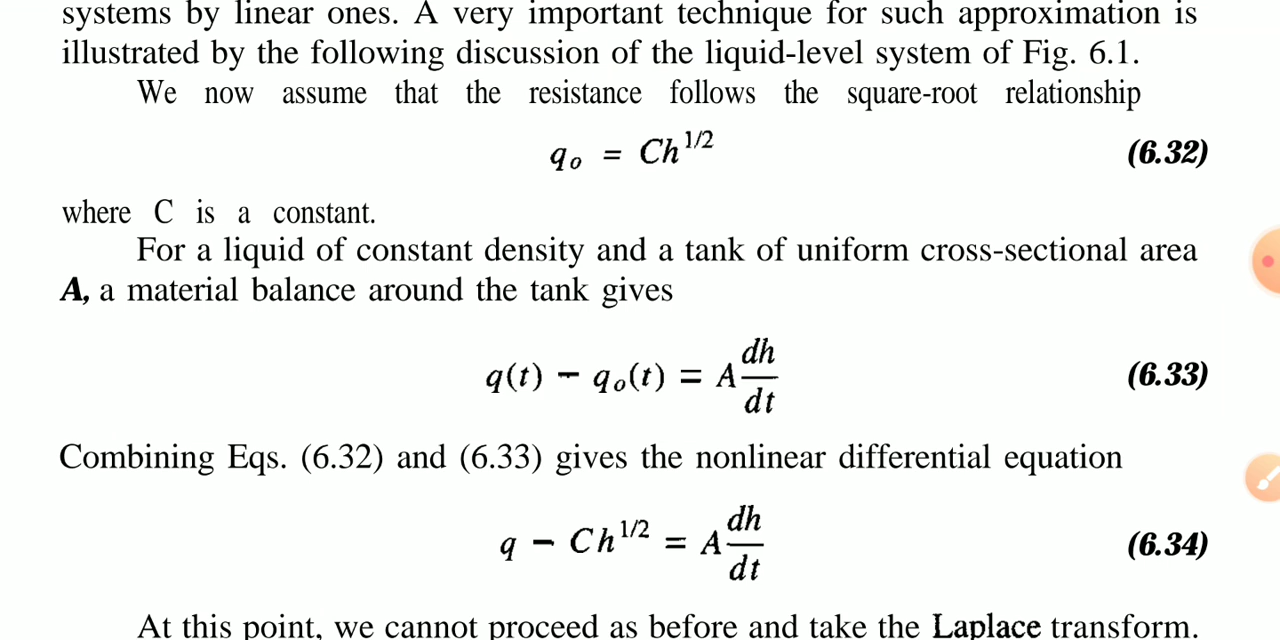 systems by linear ones. A very important technique for such approximation is
illustrated by the following discussion of the liquid-level system of Fig. 6.1.
We now assume that the resistance follows the square-root relationship
qₒ = Ch^1/2 (6.32)
where C is a constant.
For a liquid of constant density and a tank of uniform cross-sectional area
A, a material balance around the tank gives
q(t) − qₒ(t) = A dh/dt (6.33)
Combining Eqs. (6.32) and (6.33) gives the nonlinear differential equation
q − Ch^1/2 = A dh/dt (6.34)
At this point, we cannot proceed as before and take the Laplace transform.